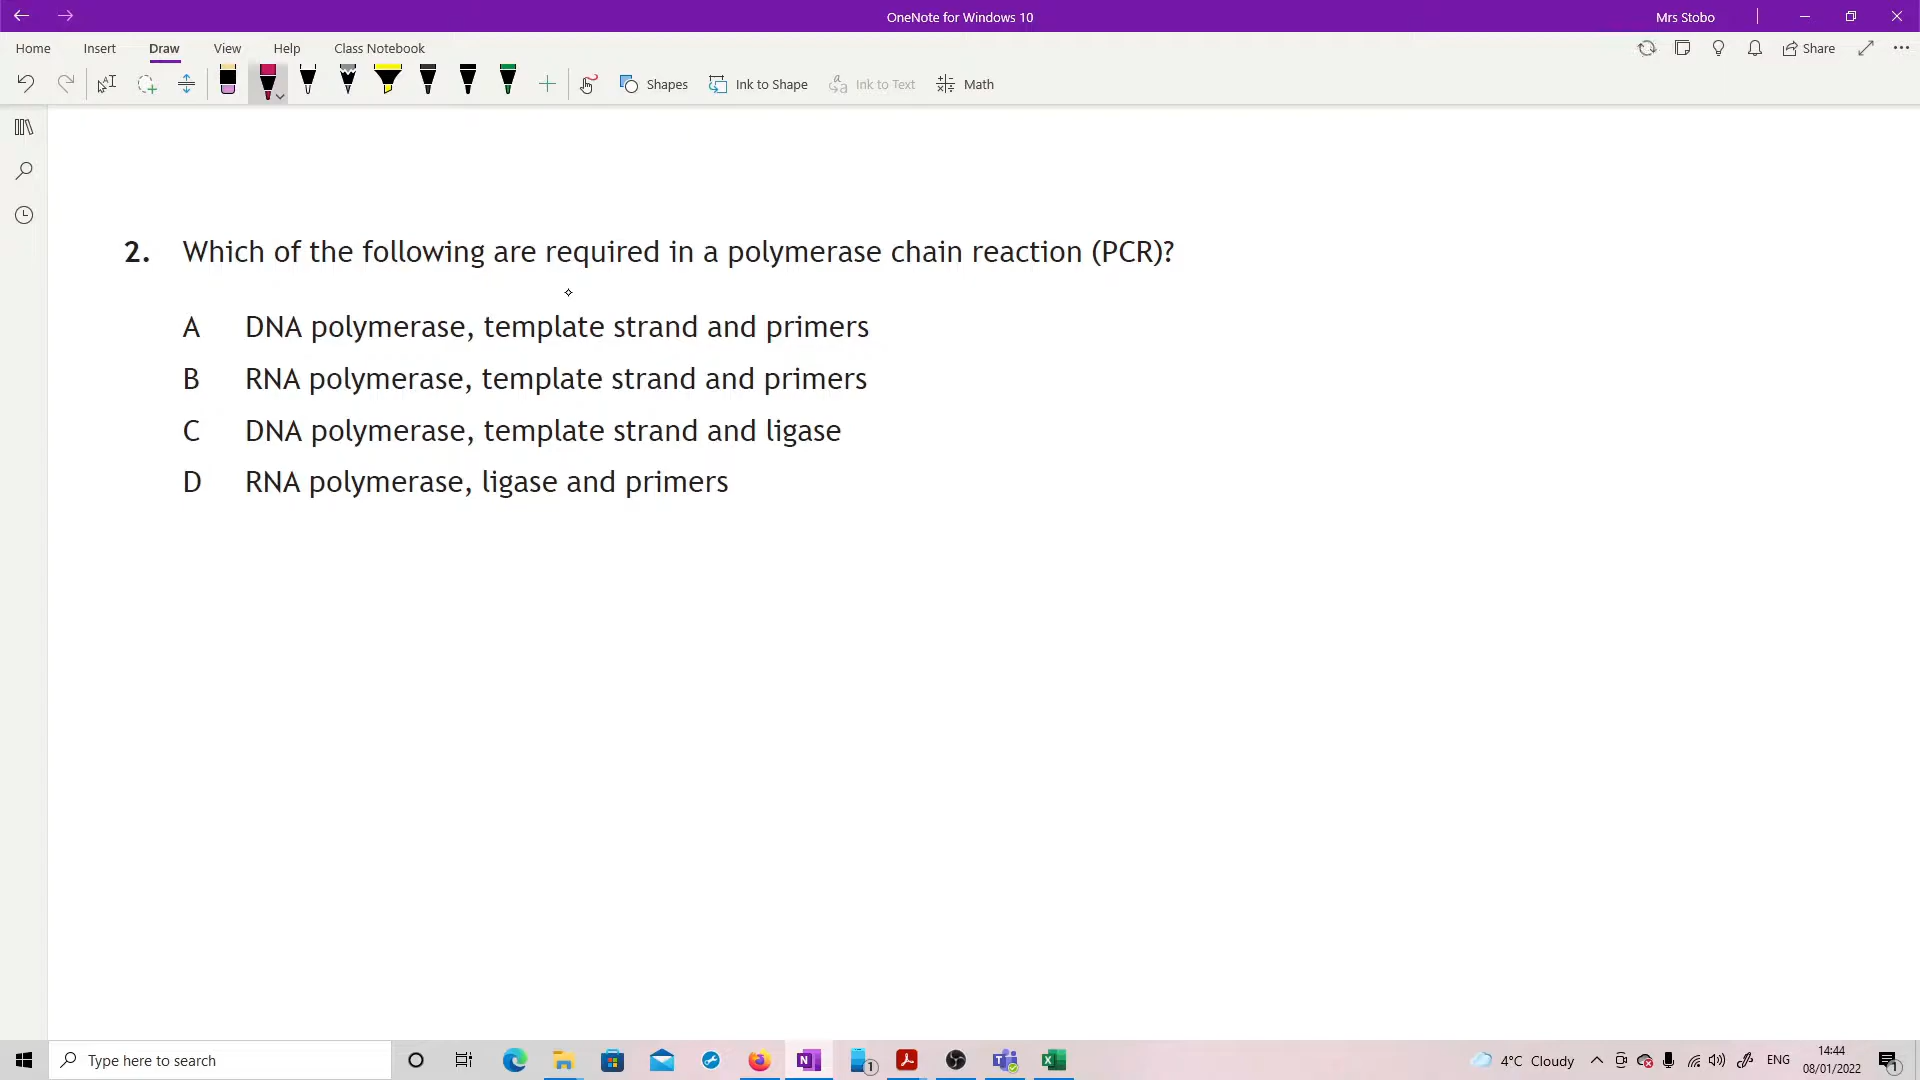 OneNote for Windows 10
Mrs Stobo
Home Insert Draw View Help Class Notebook
Share
Shapes Ink to Shape Ink to Text Math
2. Which of the following are required in a polymerase chain reaction (PCR)?
A DNA polymerase, template strand and primers
B RNA polymerase, template strand and primers
C DNA polymerase, template strand and ligase
D RNA polymerase, ligase and primers
Type here to search
4°C Cloudy
ENG
14:44
08/01/2022